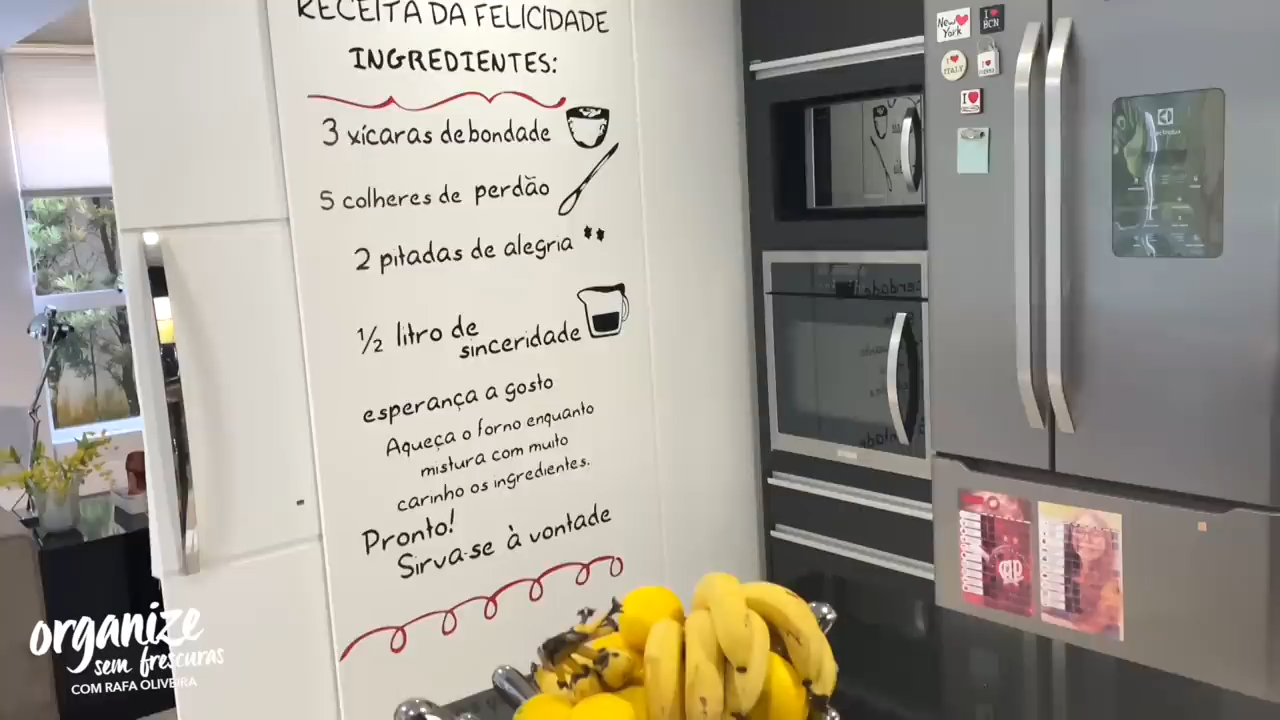 RECEITA DA FELICIDADE
INGREDIENTES:
3 xícaras de bondade
5 colheres de perdão
2 pitadas de alegria
½ litro de
sinceridade
esperança a gosto
Aqueça o forno enquanto
mistura com muito
carinho os ingredientes.
Pronto!
Sirva-se à vontade
New York
I BCN
I ITALY
I
Electrolux
CAP
organize
sem frescuras
COM RAFA OLIVEIRA